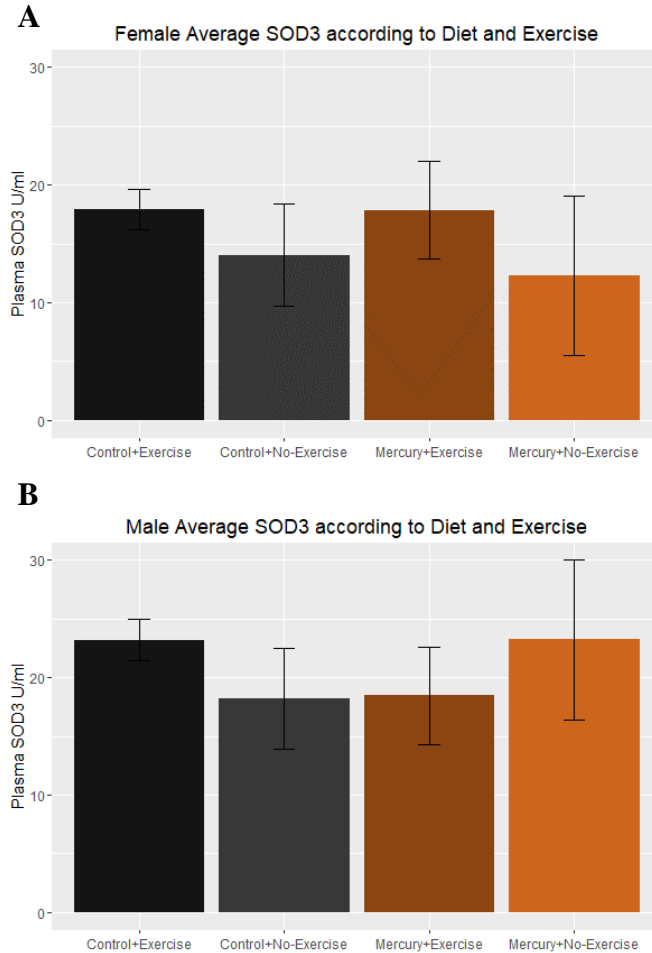 A
Female Average SOD3 according to Diet and Exercise
Plasma SOD3 U/ml
30
20
10
0
Control+Exercise Control+No-Exercise Mercury+Exercise Mercury+No-Exercise
B
Male Average SOD3 according to Diet and Exercise
Plasma SOD3 U/ml
30
20
10
0
Control+Exercise Control+No-Exercise Mercury+Exercise Mercury+No-Exercise